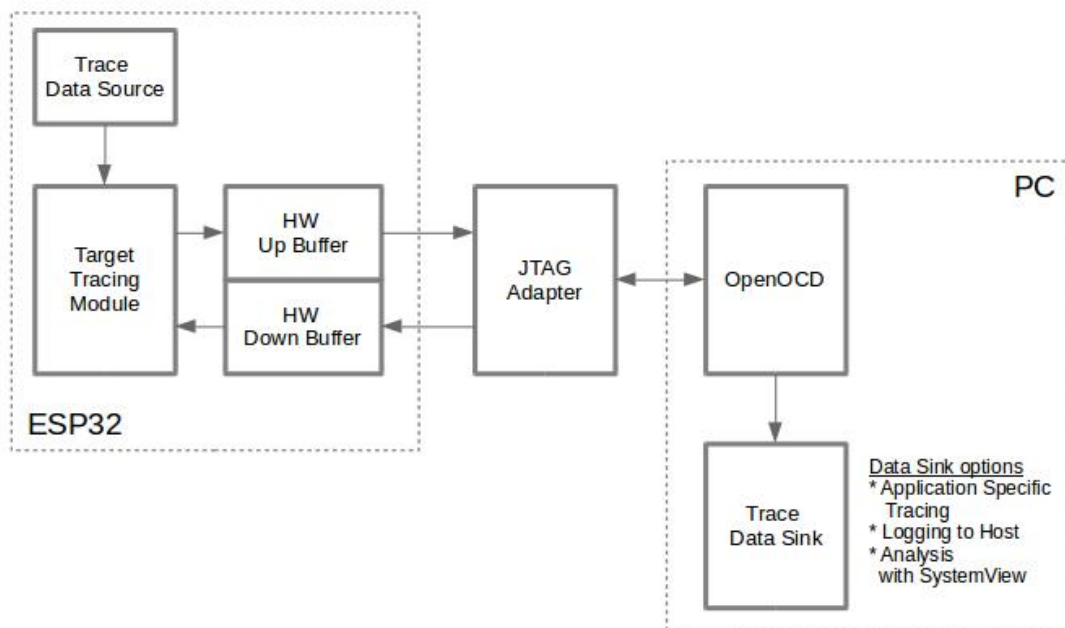 Trace
Data Source
Target
Tracing
Module
HW
Up Buffer
HW
Down Buffer
ESP32
JTAG
Adapter
PC
OpenOCD
Trace
Data Sink
Data Sink options
* Application Specific
Tracing
* Logging to Host
* Analysis
with SystemView